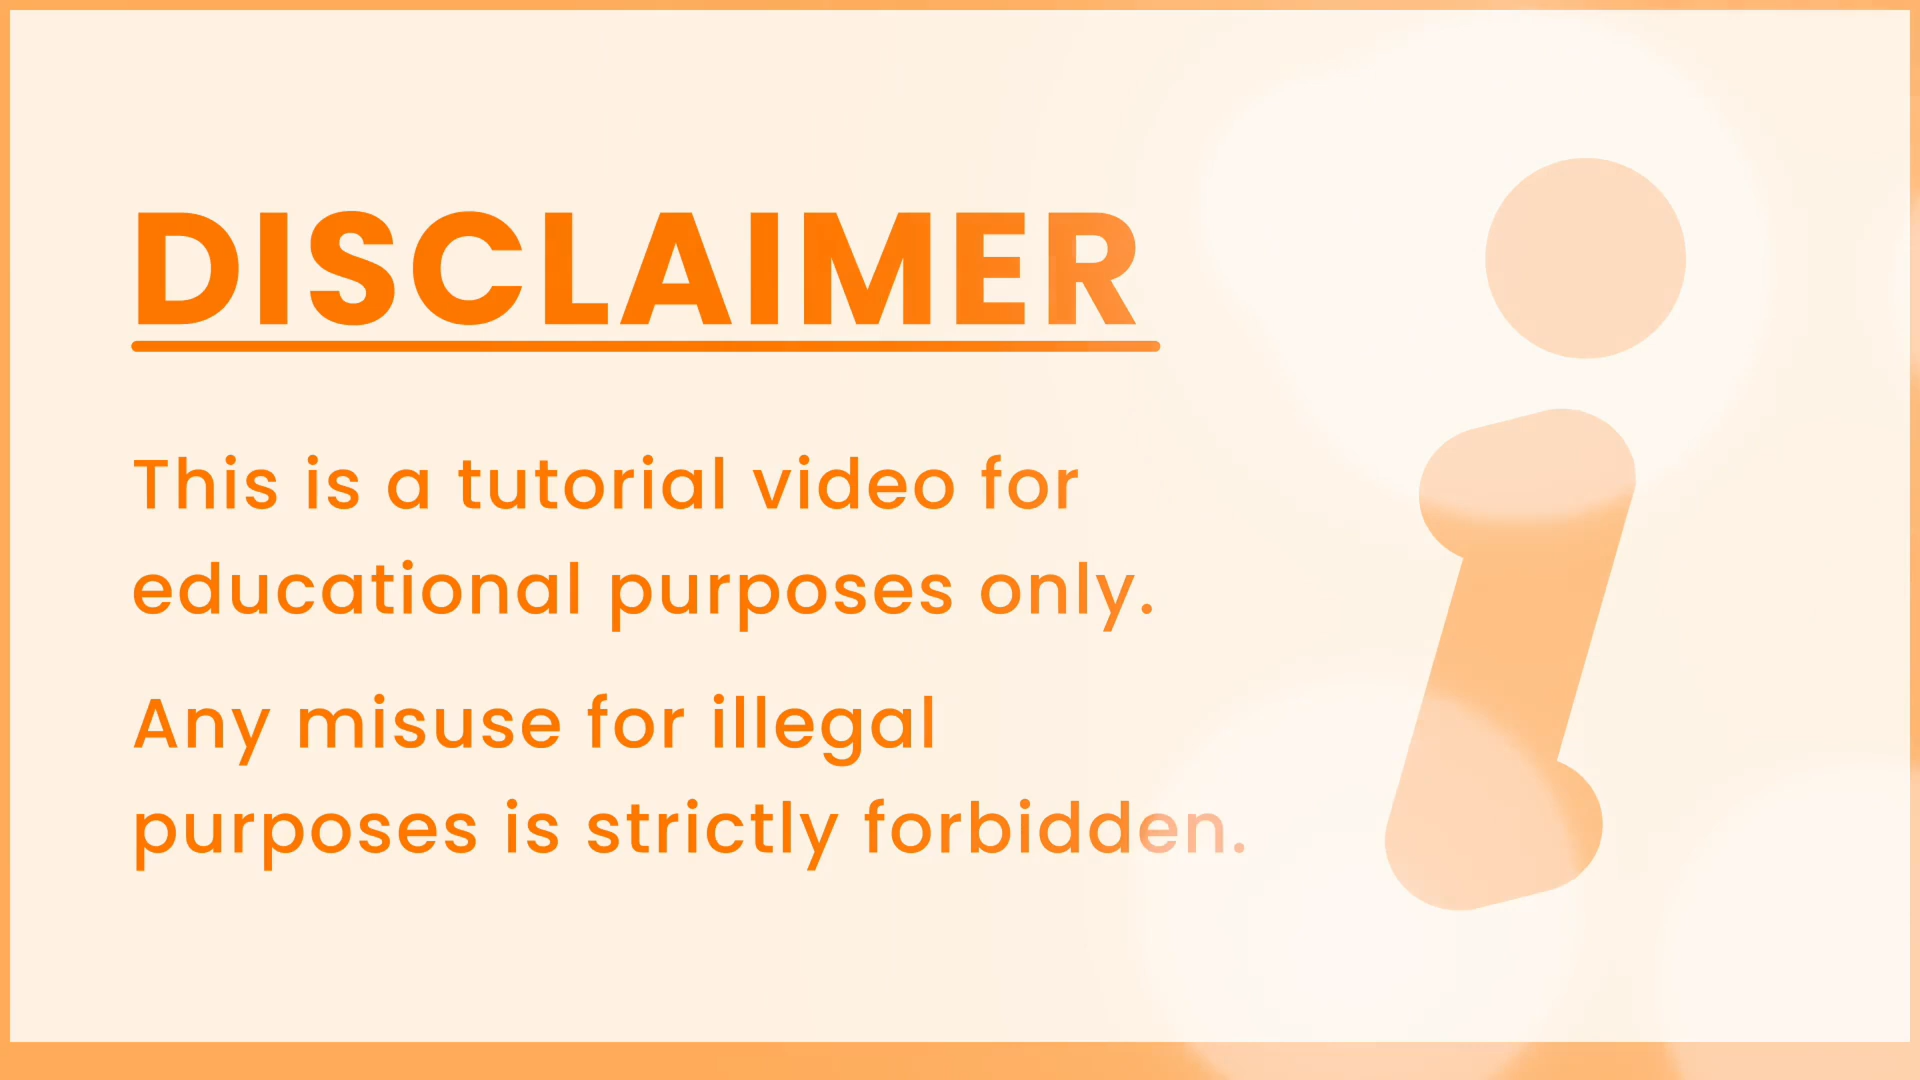 DISCLAIMER
This is a tutorial video for
educational purposes only.
Any misuse for illegal
purposes is strictly forbidden.